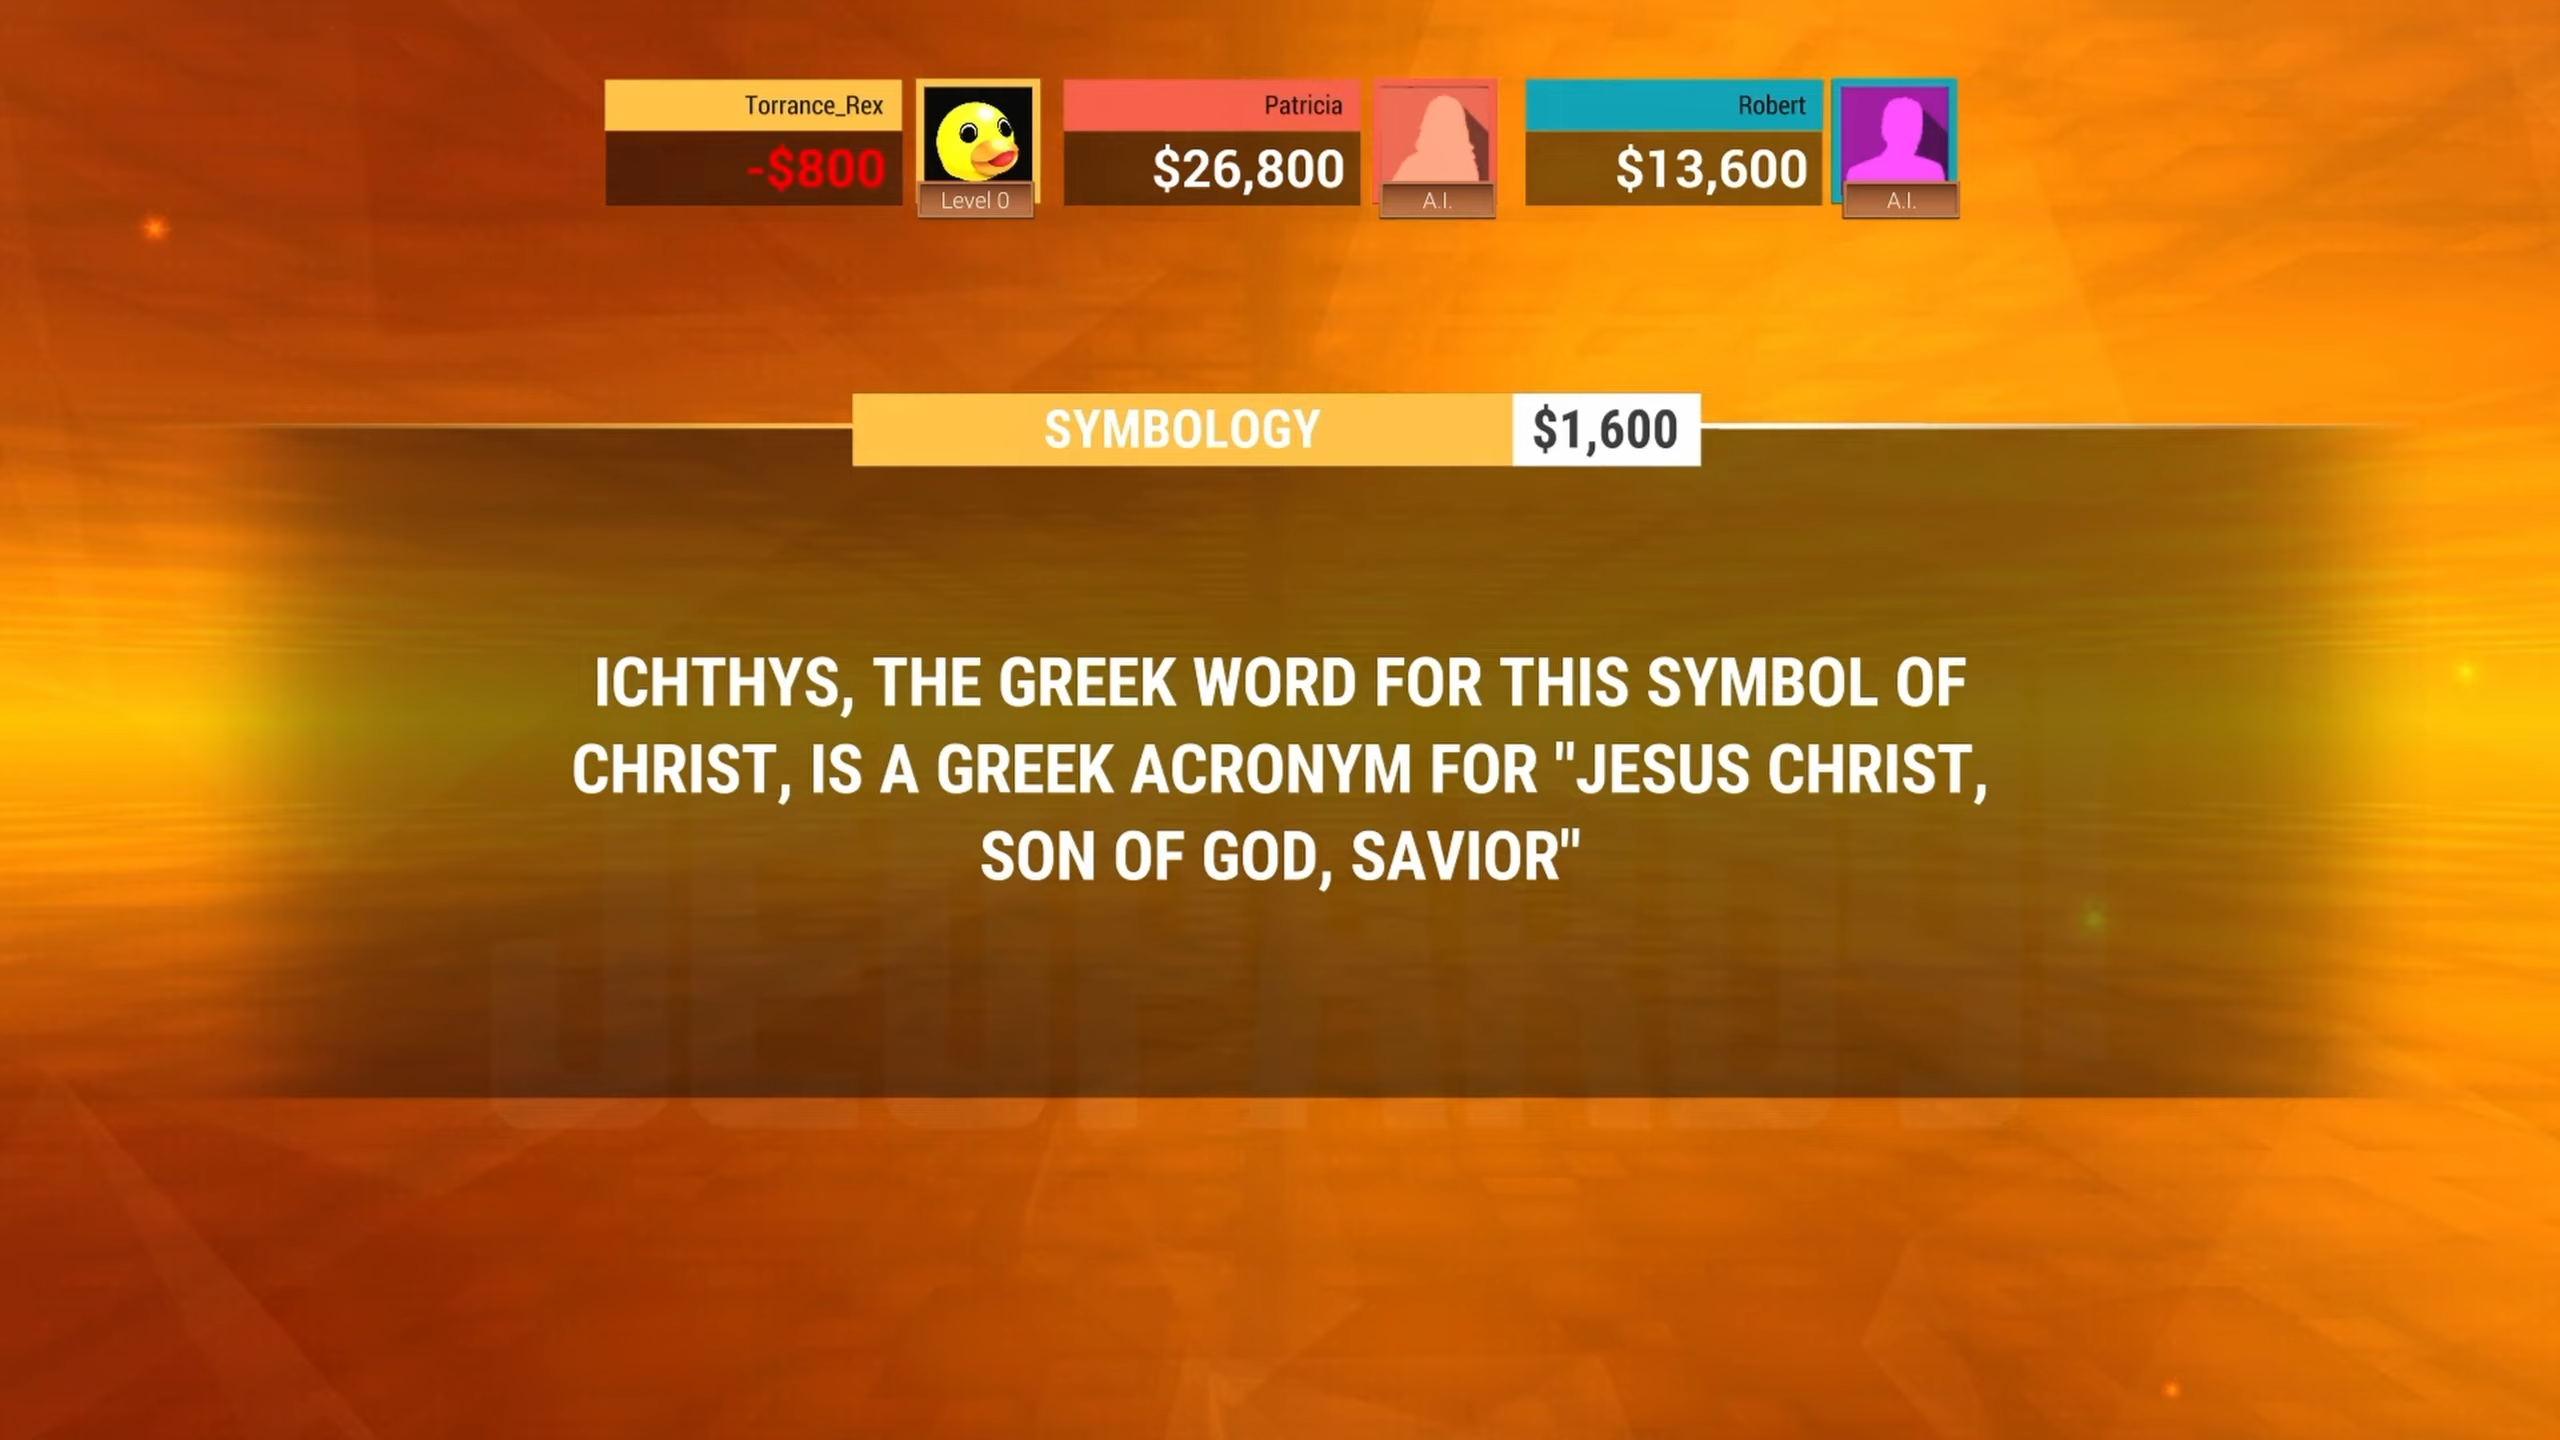 Torrance_Rex
-$800
Level 0
Patricia
$26,800
A.I.
Robert
$13,600
A.I.
SYMBOLOGY $1,600
ICHTHYS, THE GREEK WORD FOR THIS SYMBOL OF
CHRIST, IS A GREEK ACRONYM FOR "JESUS CHRIST,
SON OF GOD, SAVIOR"
JEOPARDY!